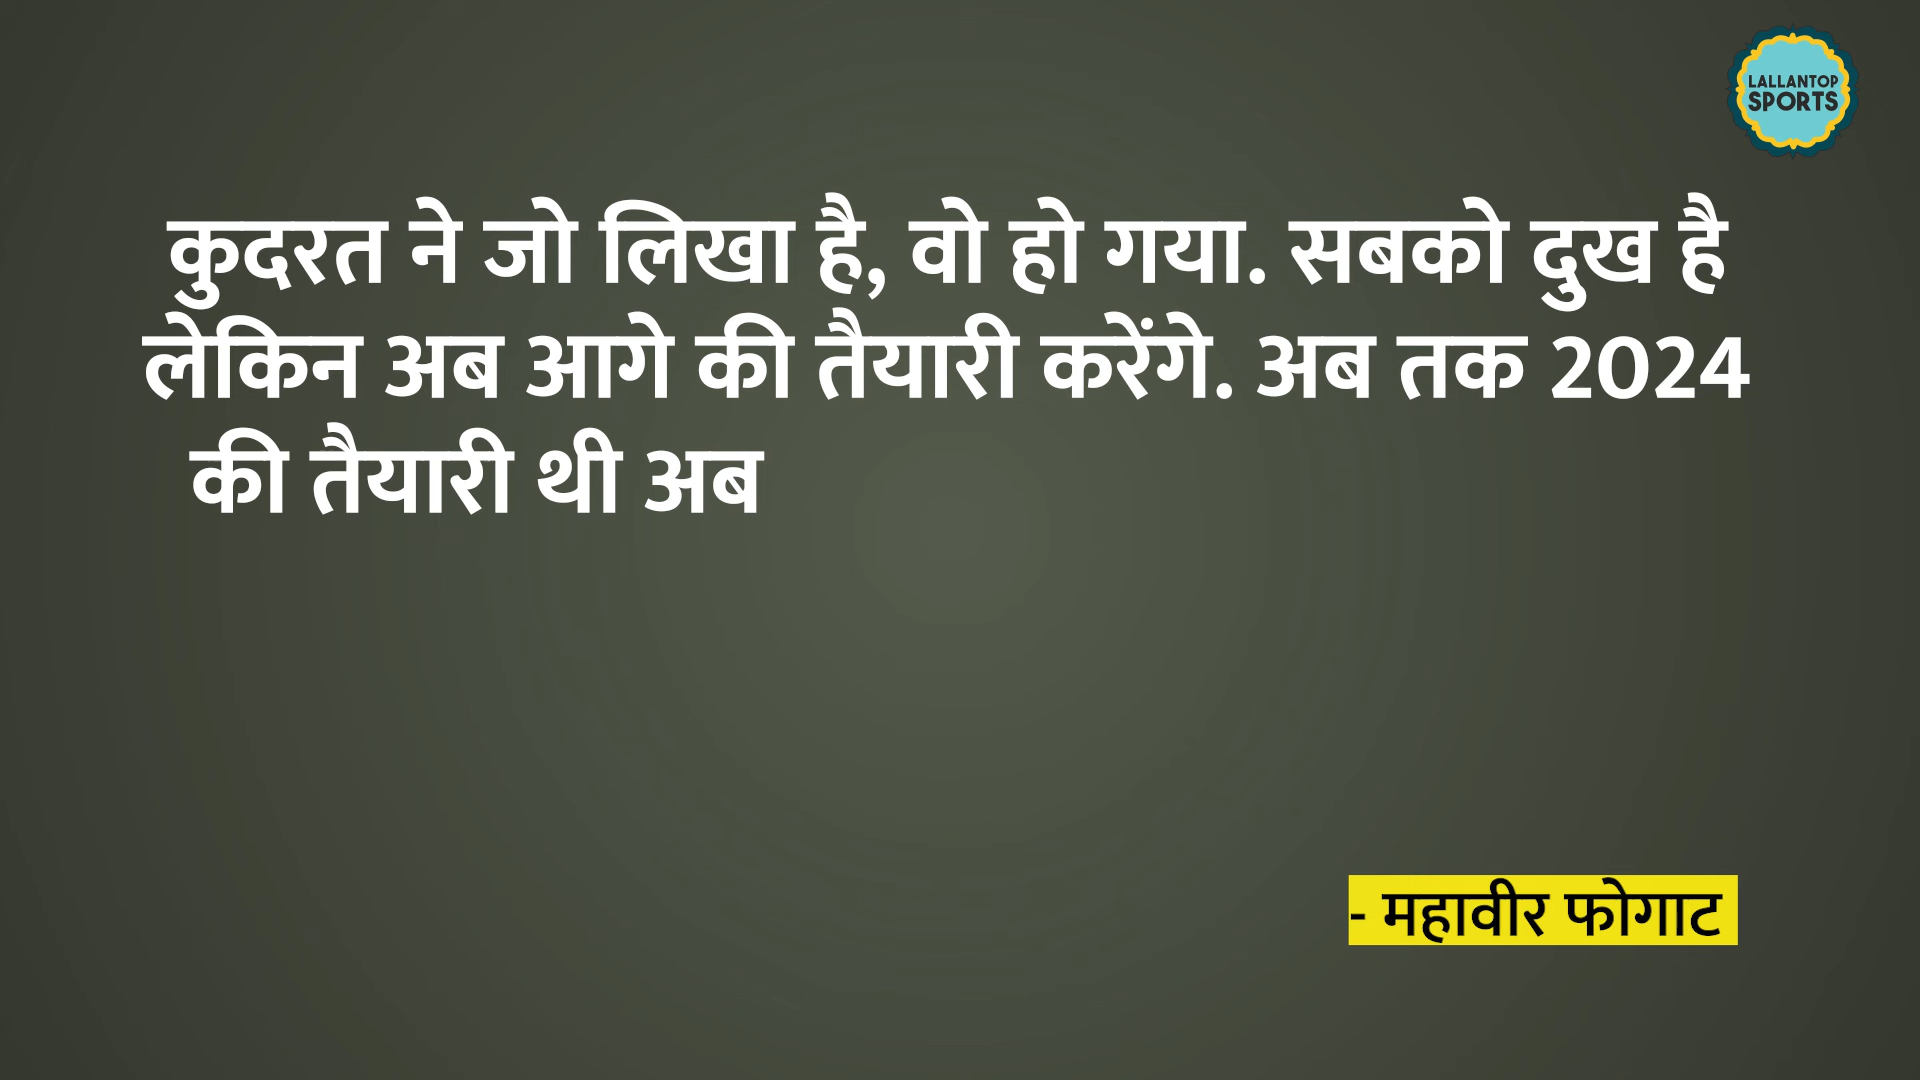 LALLANTOP
SPORTS
कुदरत ने जो लिखा है, वो हो गया. सबको दुख है
लेकिन अब आगे की तैयारी करेंगे. अब तक 2024
की तैयारी थी अब
- महावीर फोगाट